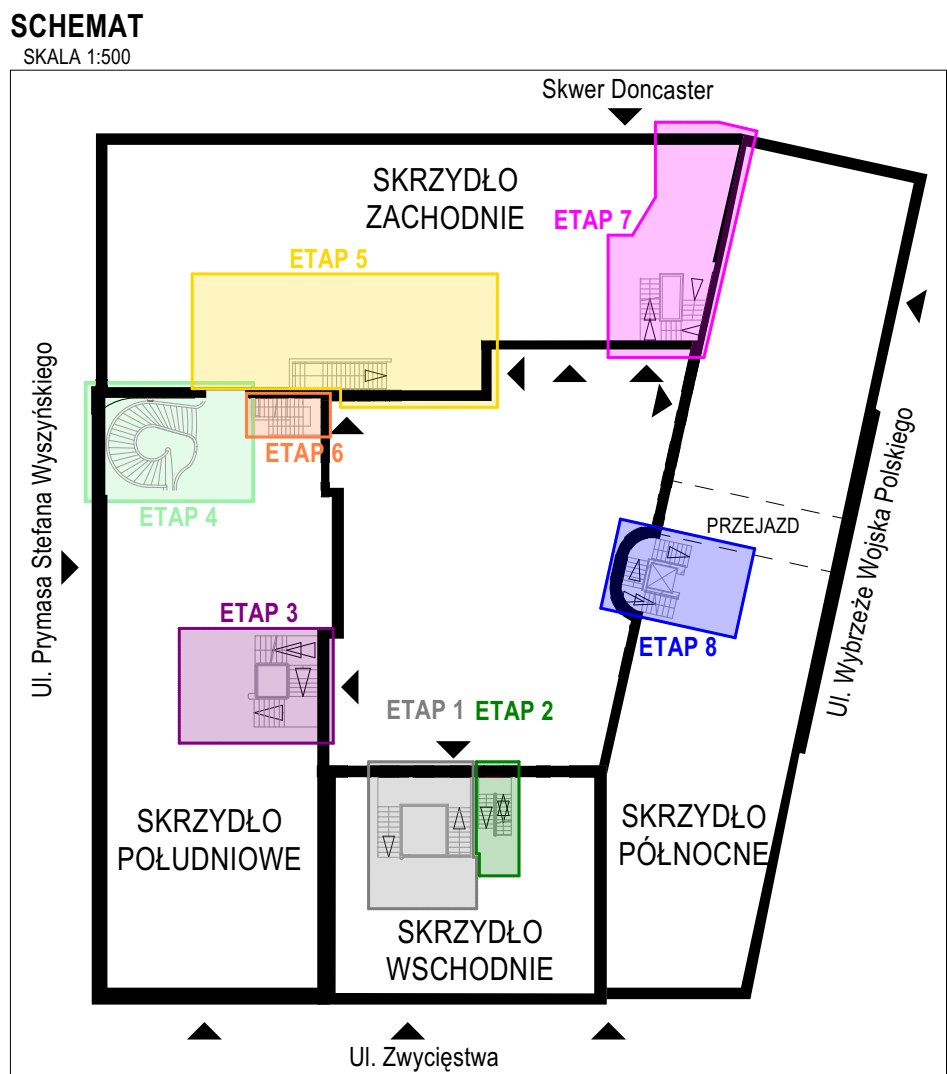 SCHEMAT
SKALA 1:500
Skwer Doncaster
SKRZYDŁO
ZACHODNIE
ETAP 7
ETAP 5
Ul. Prymasa Stefana Wyszyńskiego
ETAP 6
ETAP 4
PRZEJAZD
Ul. Wybrzeże Wojska Polskiego
ETAP 3
ETAP 8
ETAP 1
ETAP 2
SKRZYDŁO
POŁUDNIOWE
SKRZYDŁO
PÓŁNOCNE
SKRZYDŁO
WSCHODNIE
Ul. Zwycięstwa